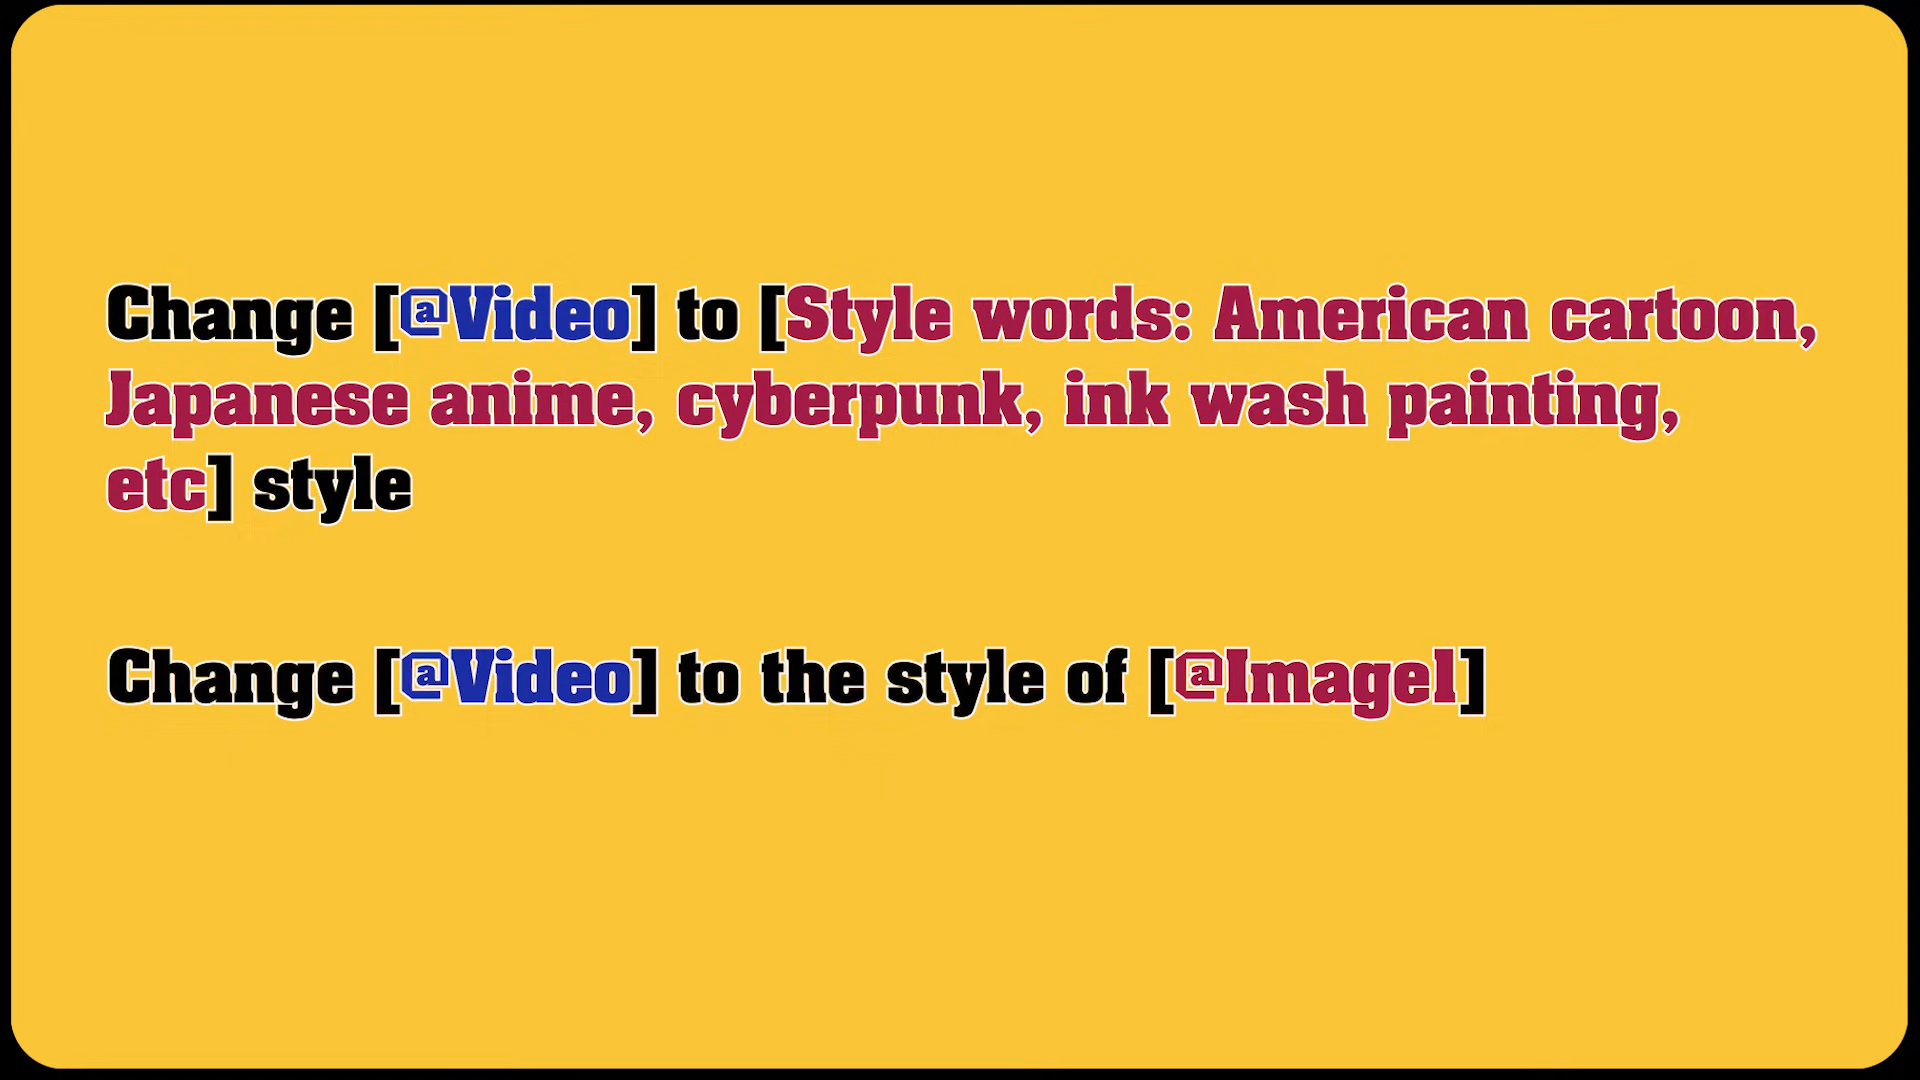 Change [@Video] to [Style words: American cartoon,
Japanese anime, cyberpunk, ink wash painting,
etc] style
Change [@Video] to the style of [@Image1]